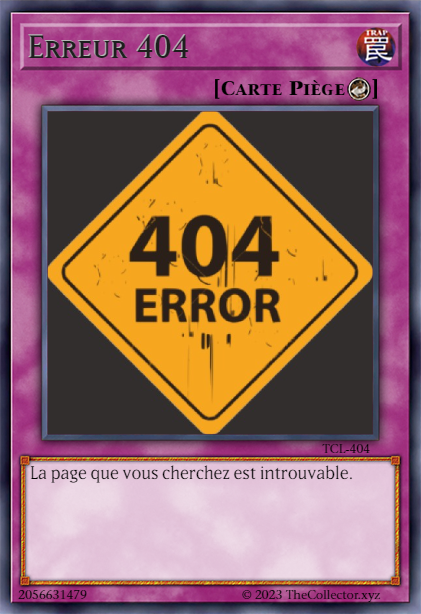 Erreur 404
TRAP
罠
[Carte Piège]
404
ERROR
TCL-404
La page que vous cherchez est introuvable.
2056631479
© 2023 TheCollector.xyz